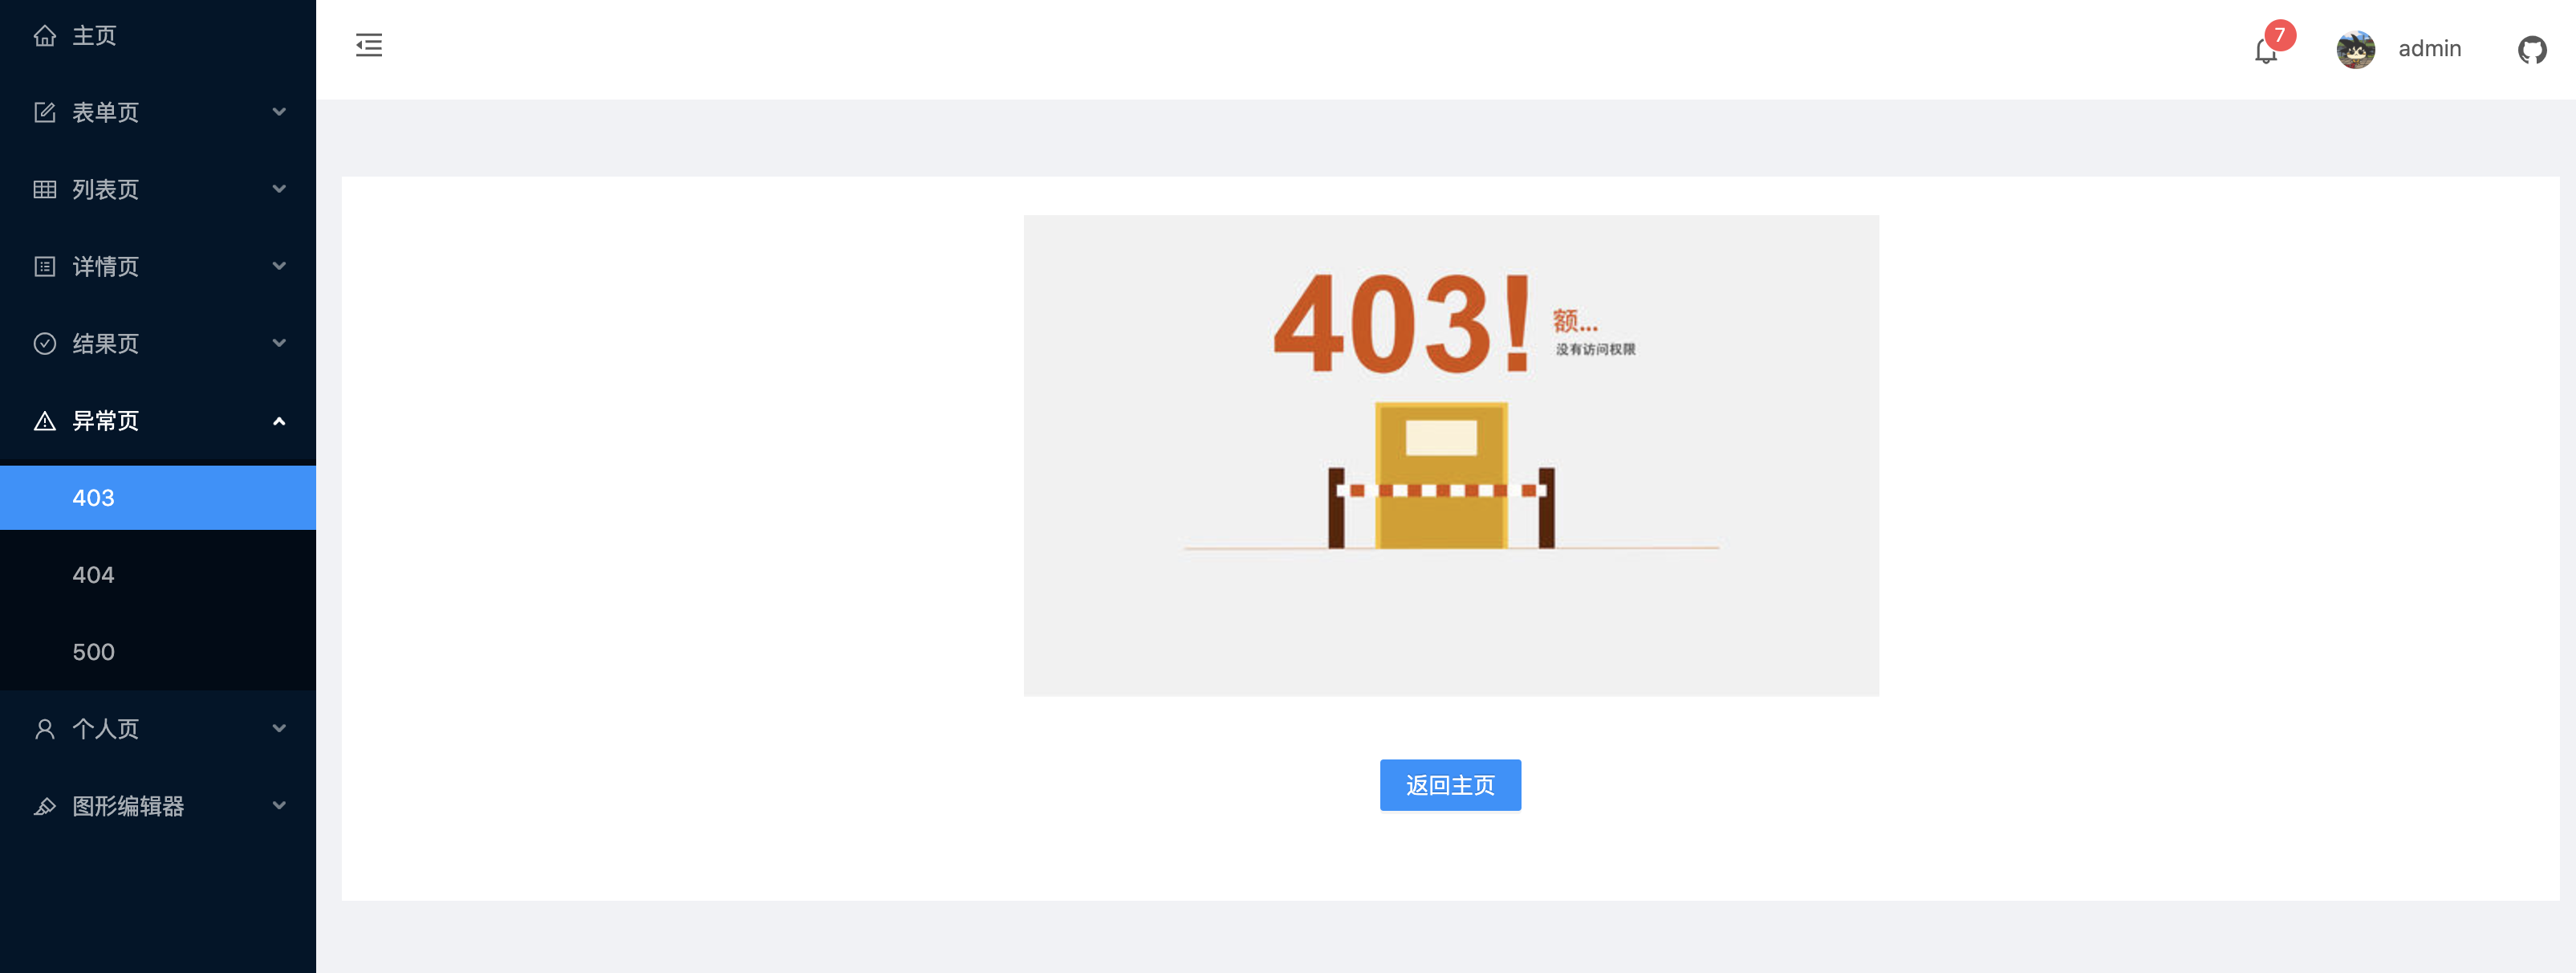 主页
表单页
列表页
详情页
结果页
异常页
403
404
500
个人页
图形编辑器
7
admin
403!
额...
没有访问权限
返回主页